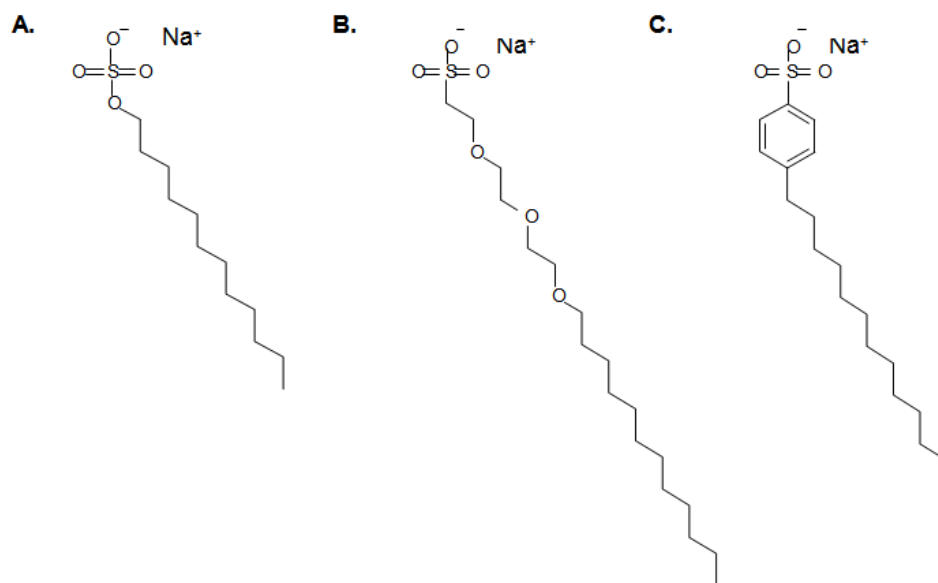 A.
O⁻ Na⁺
O=S=O
O
B.
O⁻ Na⁺
O=S=O
O
O
O
C.
O⁻ Na⁺
O=S=O